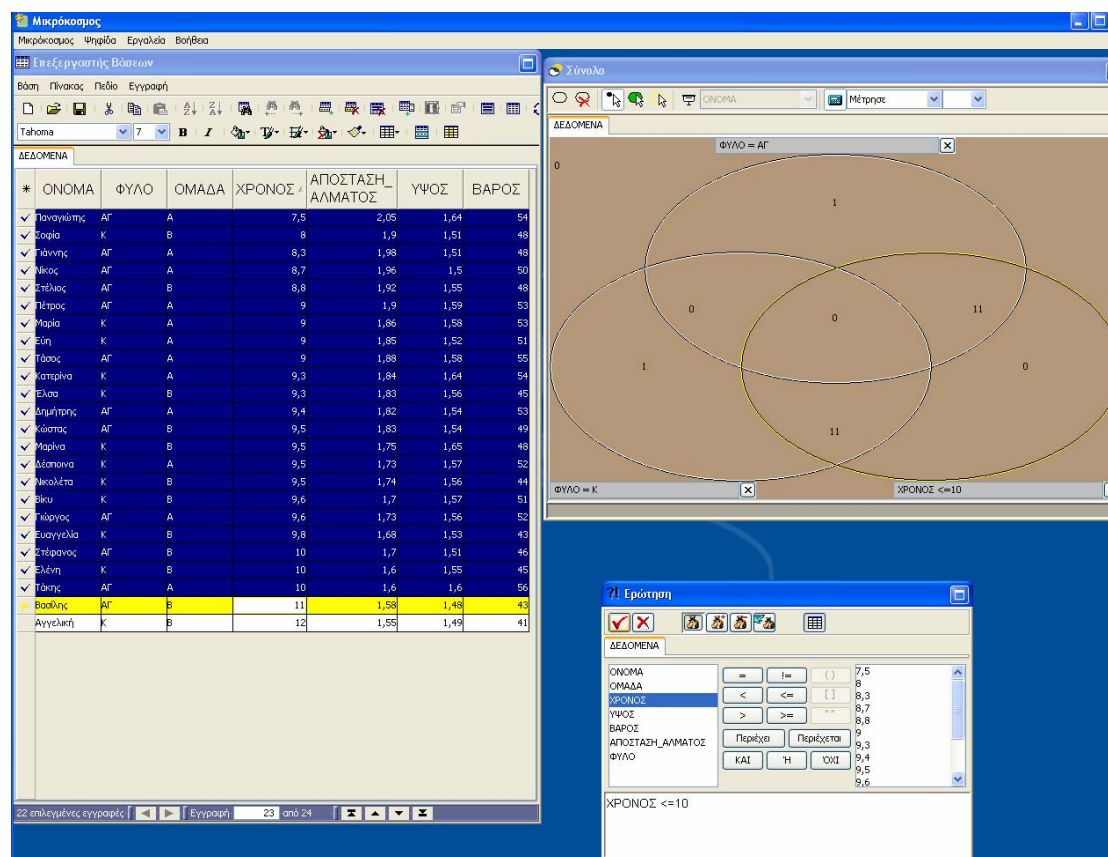 Μικρόκοσμος
Μικρόκοσμος Ψηφίδα Εργαλεία Βοήθεια
Επεξεργαστής Βάσεων
Βάση Πίνακας Πεδίο Εγγραφή
Tahoma 7 B I
ΔΕΔΟΜΕΝΑ
* ΟΝΟΜΑ ΦΥΛΟ ΟΜΑΔΑ ΧΡΟΝΟΣ ΑΠΟΣΤΑΣΗ_ΑΛΜΑΤΟΣ ΥΨΟΣ ΒΑΡΟΣ
Παναγιώτης ΑΓ Α 7,5 2,05 1,64 54
Σοφία Κ Β 8 1,9 1,51 48
Γιάννης ΑΓ Α 8,3 1,98 1,51 48
Νίκος ΑΓ Α 8,7 1,96 1,5 50
Στέλιος ΑΓ Β 8,8 1,92 1,55 48
Πέτρος ΑΓ Α 9 1,9 1,59 53
Μαρία Κ Α 9 1,86 1,58 53
Εύη Κ Α 9 1,85 1,52 51
Τάσος ΑΓ Α 9 1,88 1,58 55
Κατερίνα Κ Α 9,3 1,84 1,64 54
Έλσα Κ Β 9,3 1,83 1,56 45
Δημήτρης ΑΓ Α 9,4 1,82 1,54 53
Κώστας ΑΓ Β 9,5 1,83 1,54 49
Μαρίνα Κ Β 9,5 1,75 1,65 48
Δέσποινα Κ Α 9,5 1,73 1,57 52
Νικολέτα Κ Β 9,5 1,74 1,56 44
Βίκυ Κ Β 9,6 1,7 1,57 51
Γιώργος ΑΓ Α 9,6 1,73 1,56 52
Ευαγγελία Κ Β 9,8 1,68 1,53 43
Στέφανος ΑΓ Β 10 1,7 1,51 46
Ελένη Κ Β 10 1,6 1,55 45
Τάκης ΑΓ Α 10 1,6 1,6 56
Βασίλης ΑΓ Β 11 1,58 1,48 43
Αγγελική Κ Β 12 1,55 1,49 41
22 επιλεγμένες εγγραφές Εγγραφή 23 από 24
Σύνολο
ΟΝΟΜΑ Μέτρησε
ΔΕΔΟΜΕΝΑ
ΦΥΛΟ = ΑΓ
0
1
0 0 11
1 0
11
ΦΥΛΟ = Κ ΧΡΟΝΟΣ <=10
?! Ερώτηση
ΔΕΔΟΜΕΝΑ
ΟΝΟΜΑ
ΟΜΑΔΑ
ΧΡΟΝΟΣ
ΥΨΟΣ
ΒΑΡΟΣ
ΑΠΟΣΤΑΣΗ_ΑΛΜΑΤΟΣ
ΦΥΛΟ
= != ()
< <= []
> >= ""
Περιέχει Περιέχεται
ΚΑΙ Ή ΌΧΙ
7,5
8
8,3
8,7
8,8
9
9,3
9,4
9,5
9,6
ΧΡΟΝΟΣ <=10